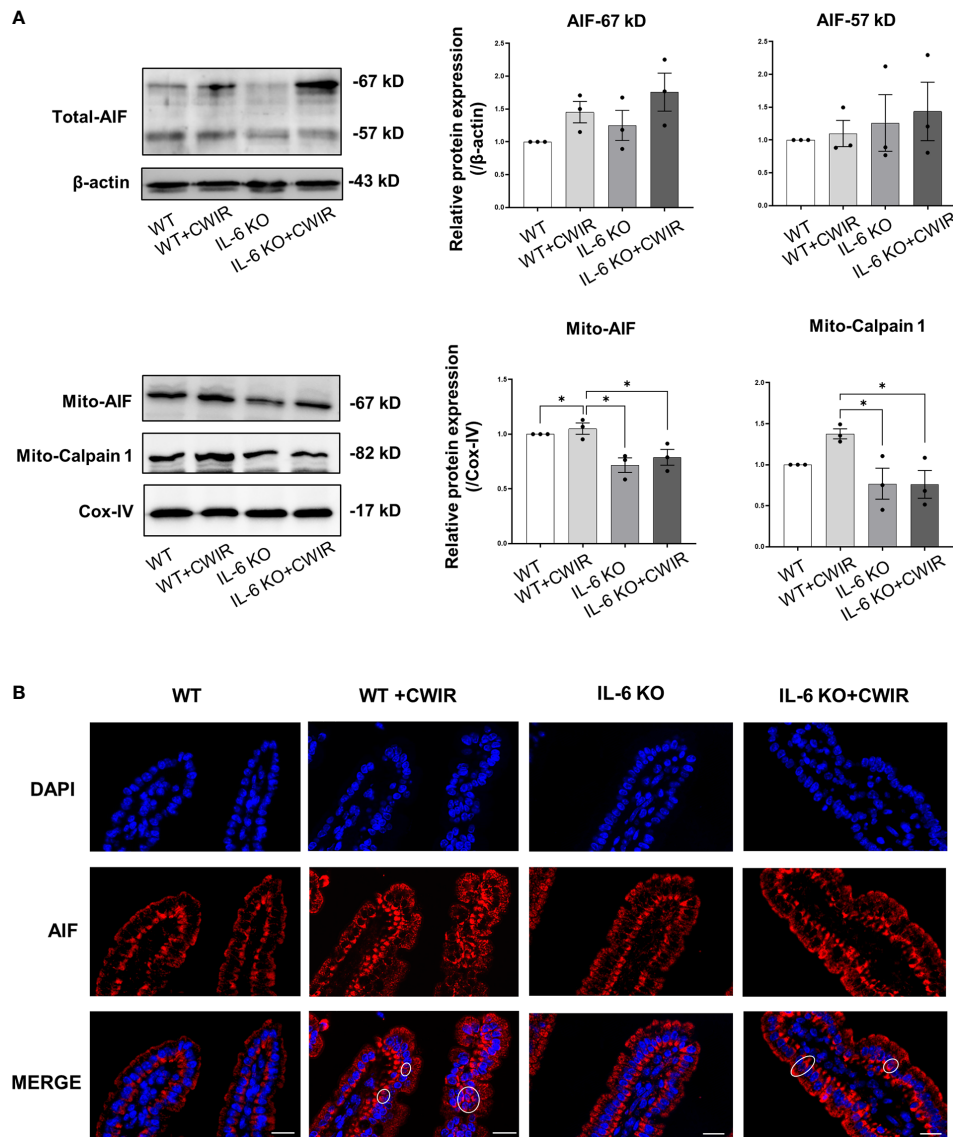 A
Total-AIF
-67 kD
-57 kD
β-actin
-43 kD
WT
WT+CWIR
IL-6 KO
IL-6 KO+CWIR
AIF-67 kD
Relative protein expression
(/β-actin)
2.5
2.0
1.5
1.0
0.5
0.0
WT
WT+CWIR
IL-6 KO
IL-6 KO+CWIR
AIF-57 kD
2.5
2.0
1.5
1.0
0.5
0.0
WT
WT+CWIR
IL-6 KO
IL-6 KO+CWIR
Mito-AIF
-67 kD
Mito-Calpain 1
-82 kD
Cox-IV
-17 kD
WT
WT+CWIR
IL-6 KO
IL-6 KO+CWIR
Mito-AIF
Relative protein expression
(/Cox-IV)
1.5
1.0
0.5
0.0
* * *
WT
WT+CWIR
IL-6 KO
IL-6 KO+CWIR
Mito-Calpain 1
2.0
1.5
1.0
0.5
0.0
* *
WT
WT+CWIR
IL-6 KO
IL-6 KO+CWIR
B
WT
WT +CWIR
IL-6 KO
IL-6 KO+CWIR
DAPI
AIF
MERGE